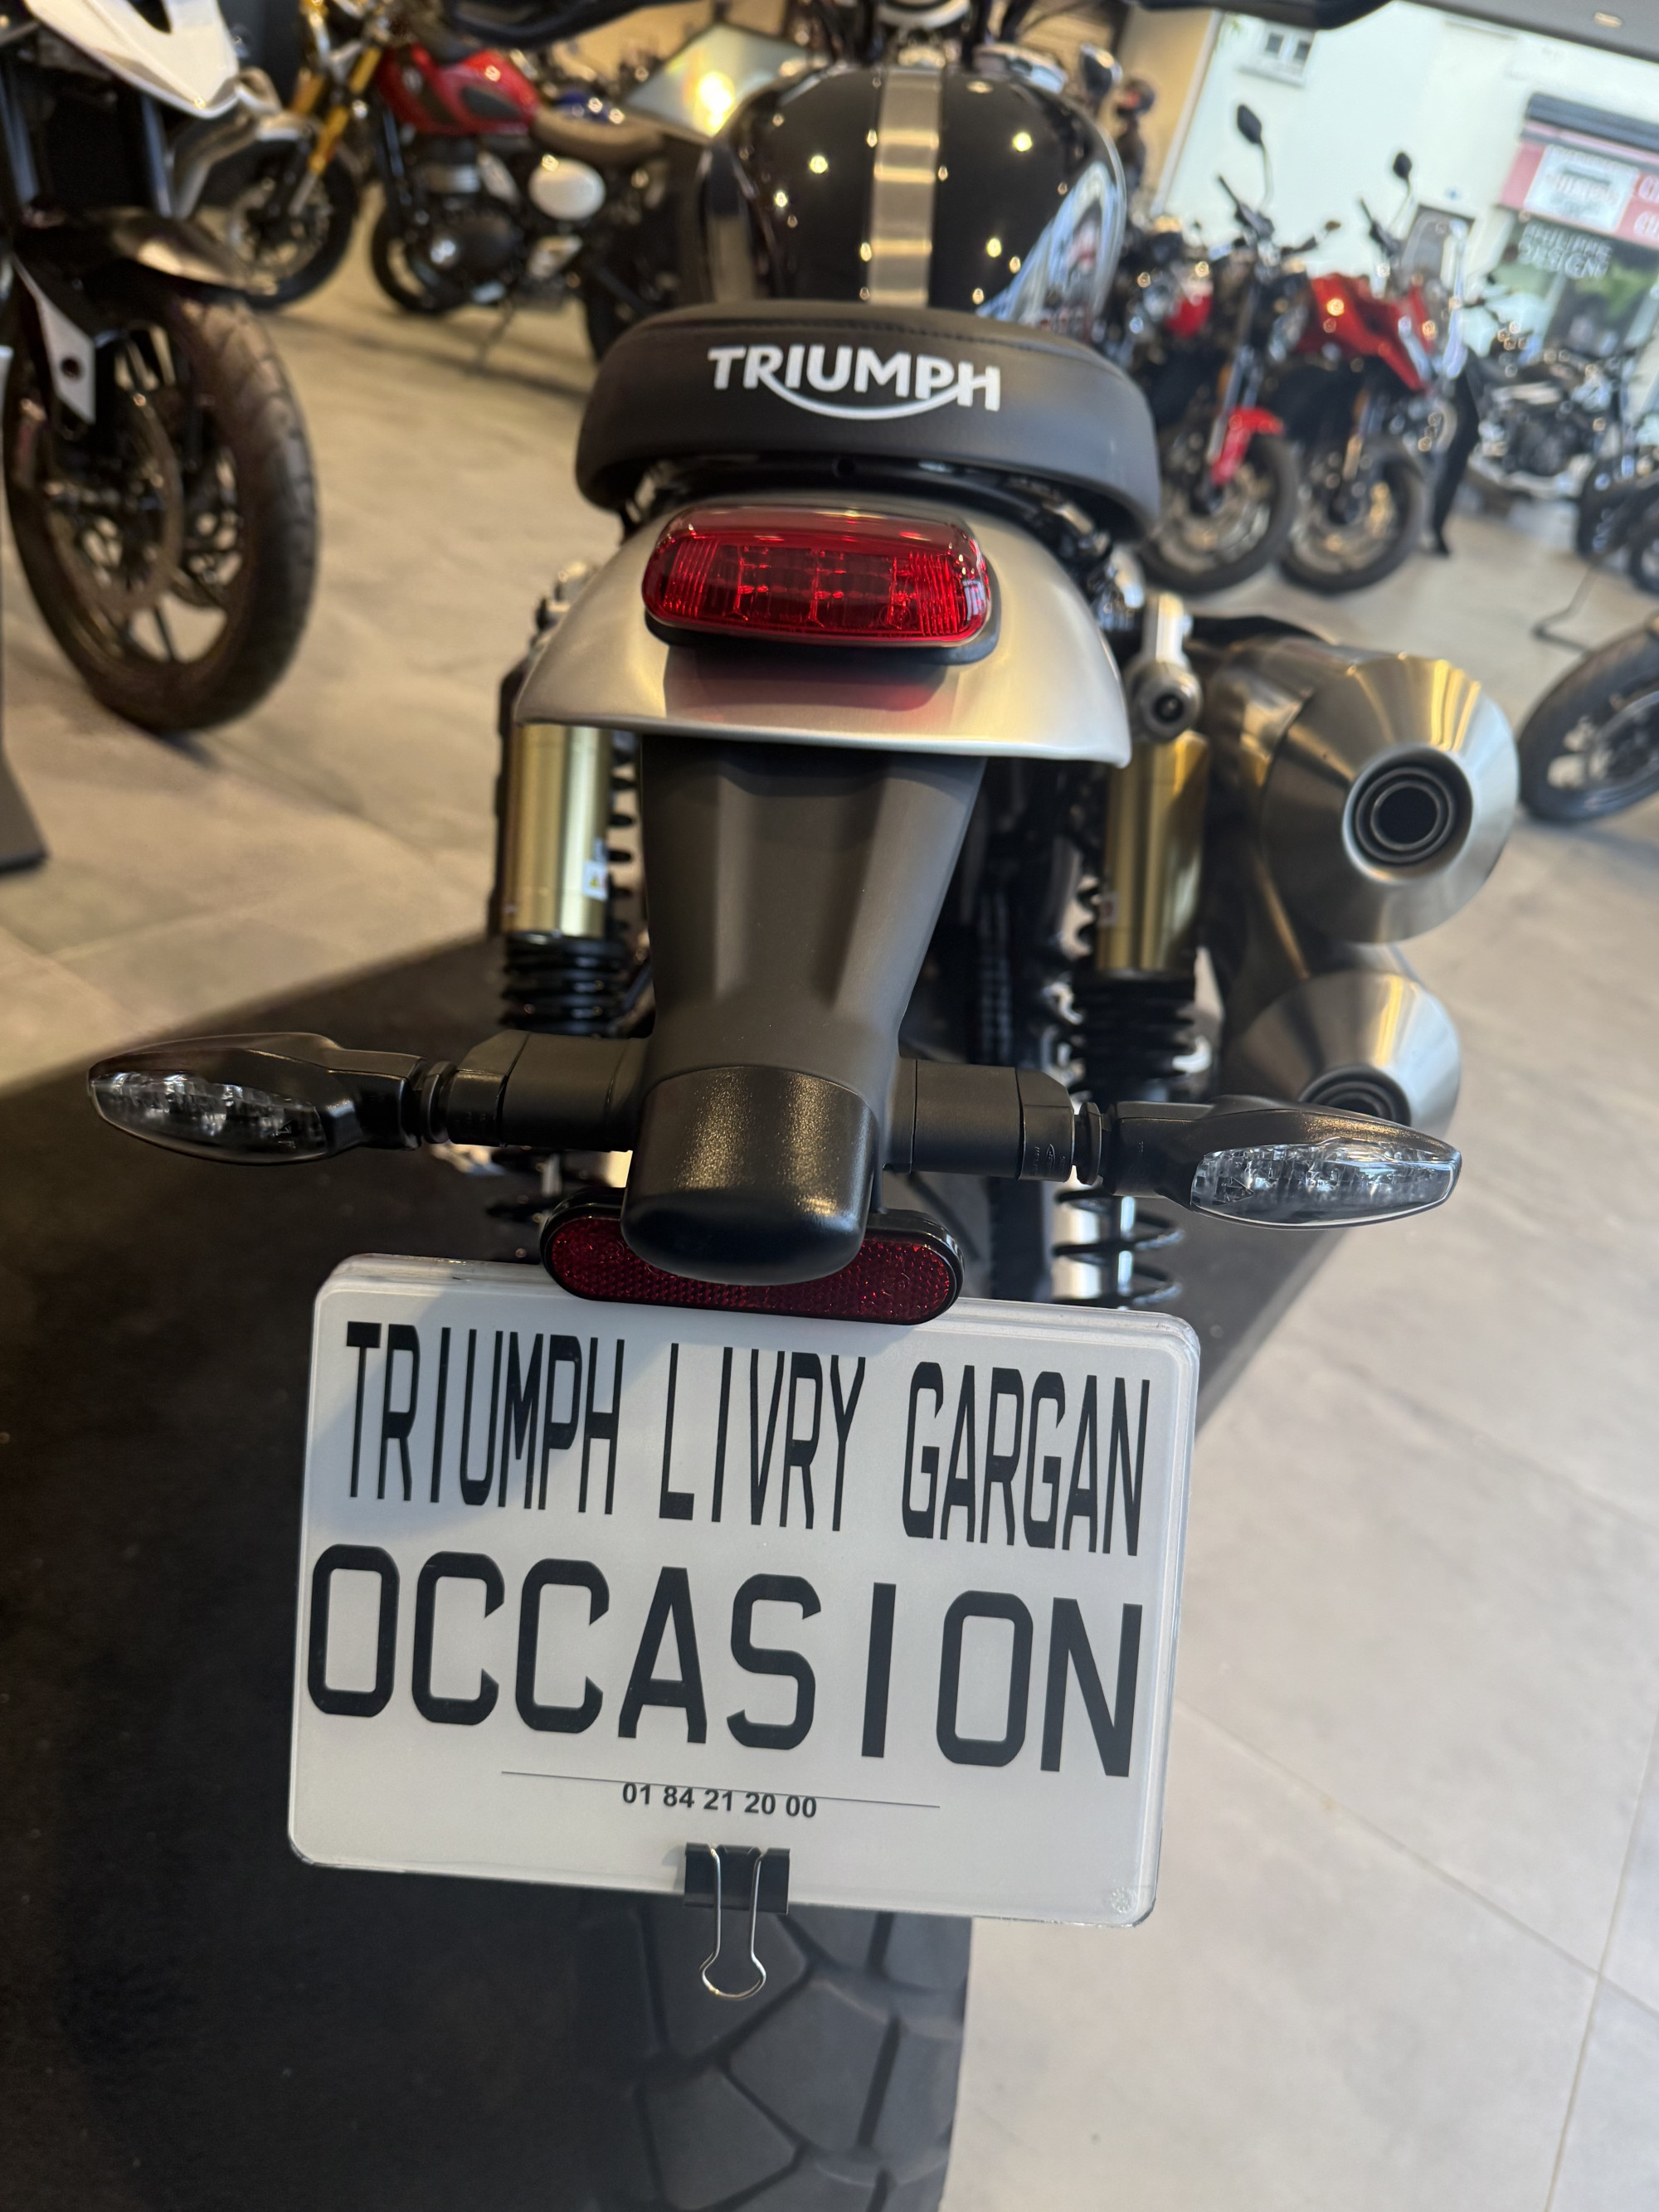 TRIUMPH
TRIUMPH LIVRY GARGAN
OCCASION
01 84 21 20 00